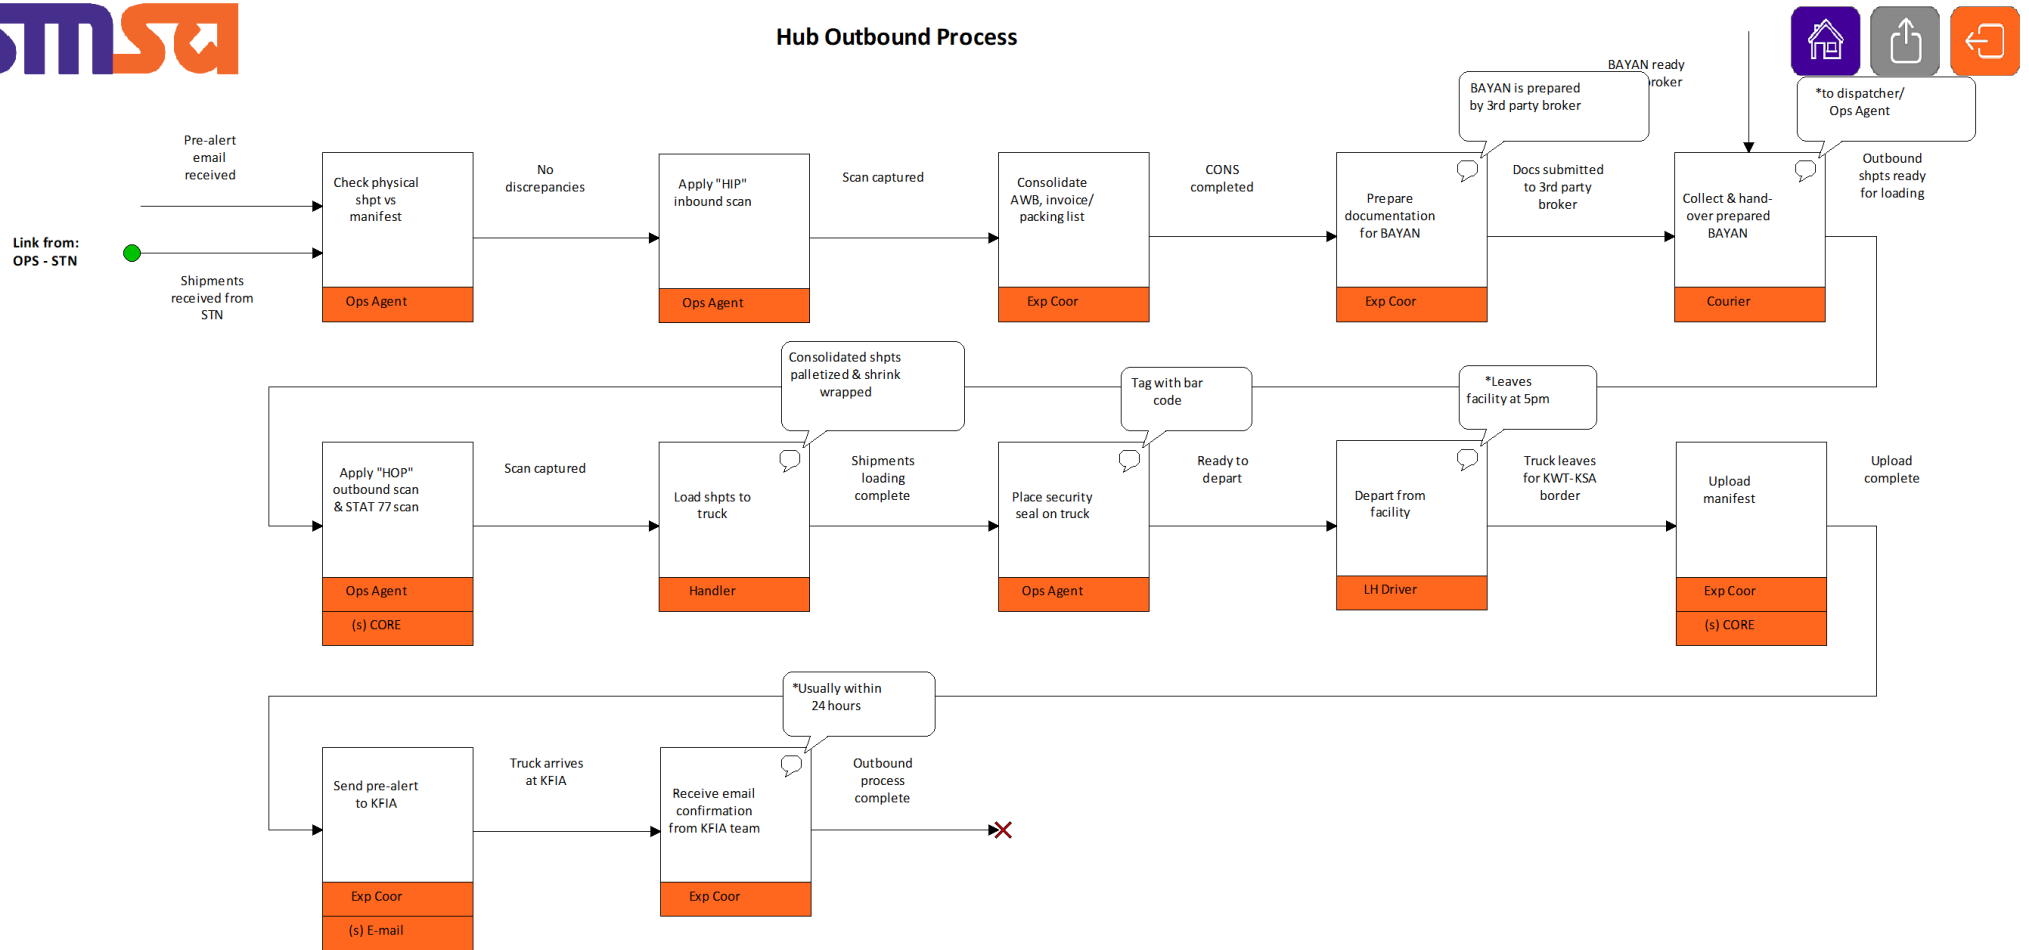 smsa
Hub Outbound Process
BAYAN ready
roker
BAYAN is prepared
by 3rd party broker
*to dispatcher/
Ops Agent
Pre-alert
email
received
Link from:
OPS - STN
Shipments
received from
STN
Check physical
shpt vs
manifest
Ops Agent
No
discrepancies
Apply "HIP"
inbound scan
Ops Agent
Scan captured
Consolidate
AWB, invoice/
packing list
Exp Coor
CONS
completed
Prepare
documentation
for BAYAN
Exp Coor
Docs submitted
to 3rd party
broker
Collect & hand-
over prepared
BAYAN
Courier
Outbound
shpts ready
for loading
Consolidated shpts
palletized & shrink
wrapped
Tag with bar
code
*Leaves
facility at 5pm
Apply "HOP"
outbound scan
& STAT 77 scan
Ops Agent
(s) CORE
Scan captured
Load shpts to
truck
Handler
Shipments
loading
complete
Place security
seal on truck
Ops Agent
Ready to
depart
Depart from
facility
LH Driver
Truck leaves
for KWT-KSA
border
Upload
manifest
Exp Coor
(s) CORE
Upload
complete
*Usually within
24 hours
Send pre-alert
to KFIA
Exp Coor
(s) E-mail
Truck arrives
at KFIA
Receive email
confirmation
from KFIA team
Exp Coor
Outbound
process
complete